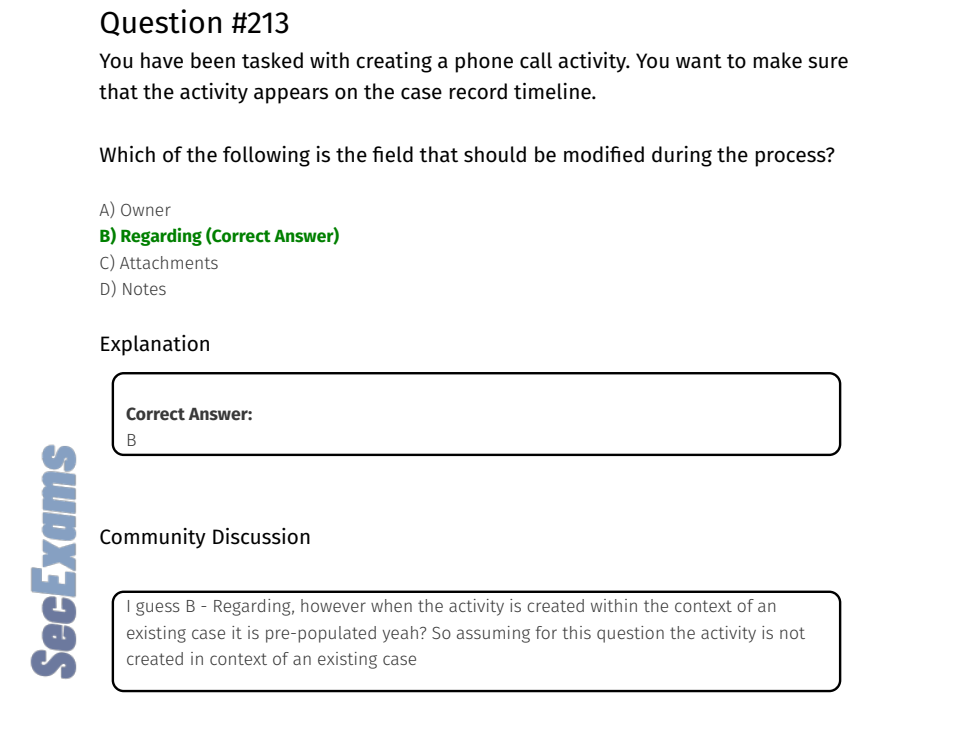 Question #213
You have been tasked with creating a phone call activity. You want to make sure
that the activity appears on the case record timeline.
Which of the following is the field that should be modified during the process?
A) Owner
B) Regarding (Correct Answer)
C) Attachments
D) Notes
Explanation
Correct Answer:
B
Community Discussion
I guess B - Regarding, however when the activity is created within the context of an
existing case it is pre-populated yeah? So assuming for this question the activity is not
created in context of an existing case
SecExams